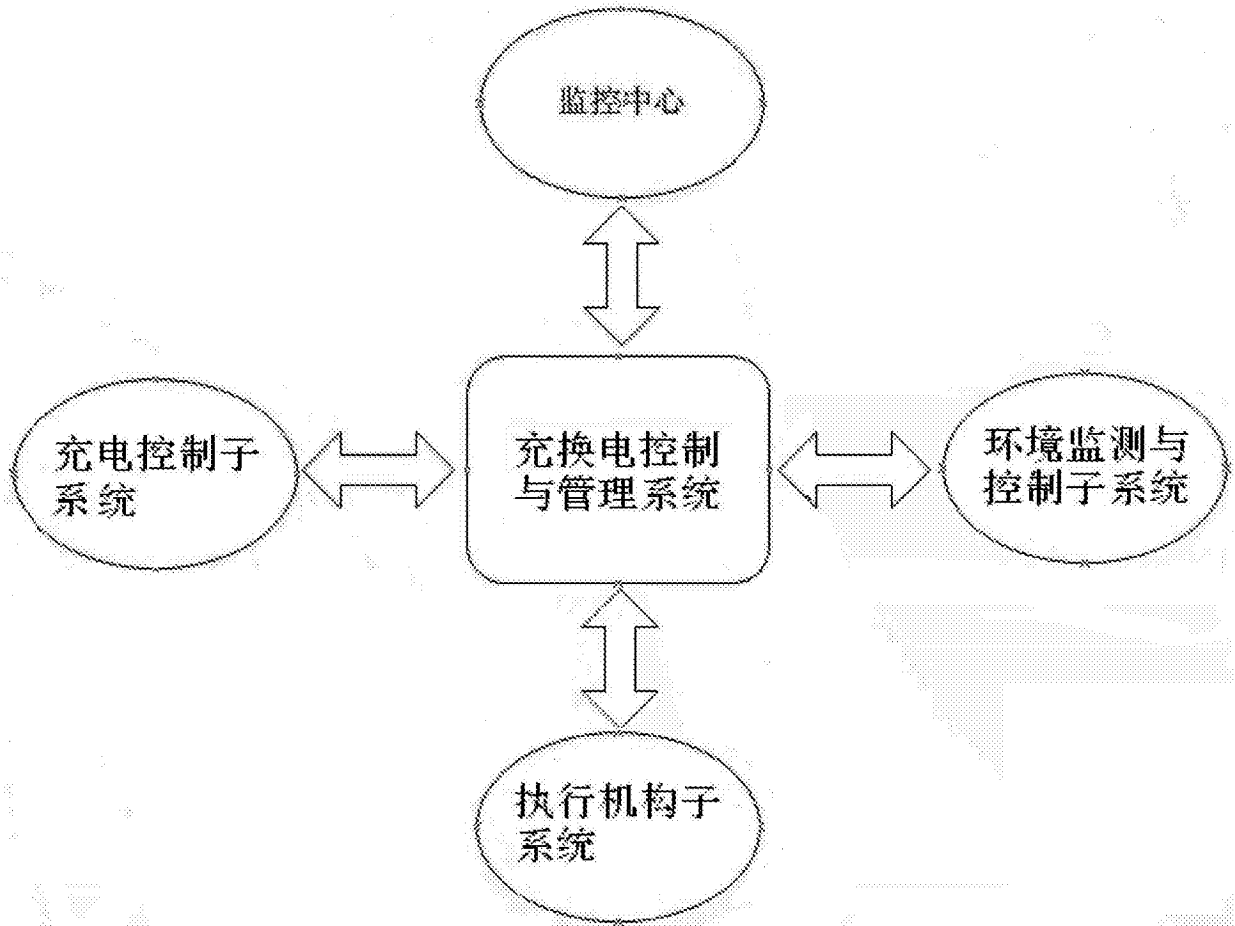 监控中心
充电控制子
系统
充换电控制
与管理系统
环境监测与
控制子系统
执行机构子
系统